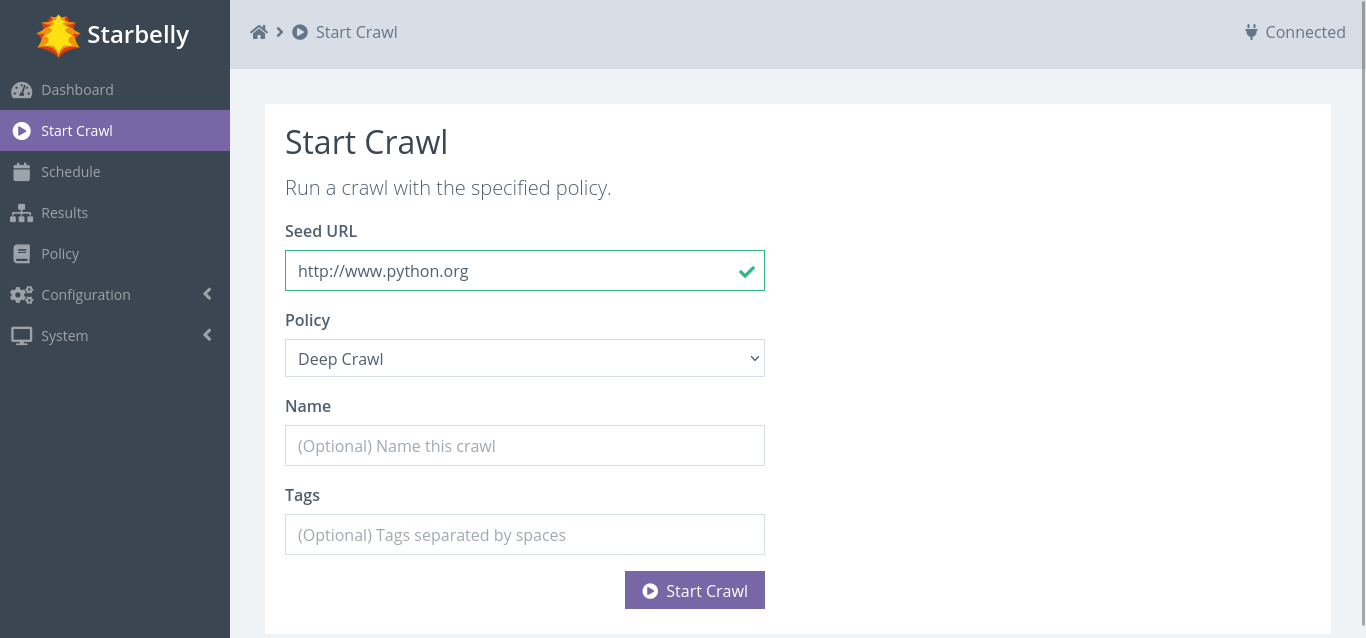 Starbelly
Start Crawl
Connected
Dashboard
Start Crawl
Schedule
Results
Policy
Configuration
System
Start Crawl
Run a crawl with the specified policy.
Seed URL
http://www.python.org
Policy
Deep Crawl
Name
(Optional) Name this crawl
Tags
(Optional) Tags separated by spaces
Start Crawl